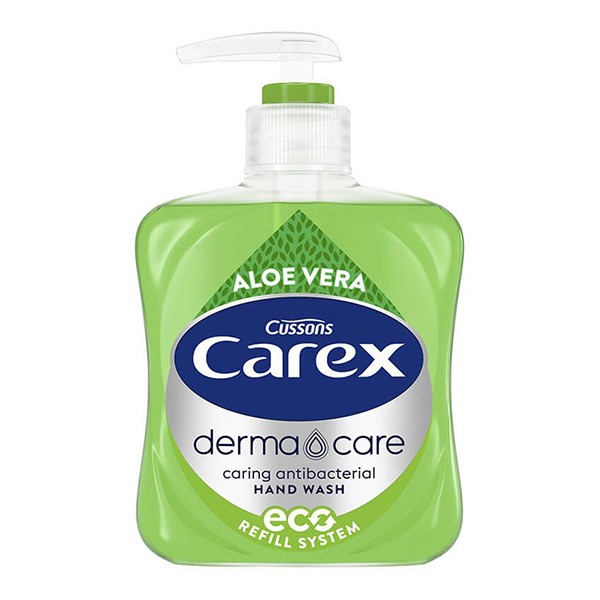 ALOE VERA
Cussons
Carex
derma care
caring antibacterial
HAND WASH
eco
REFILL SYSTEM